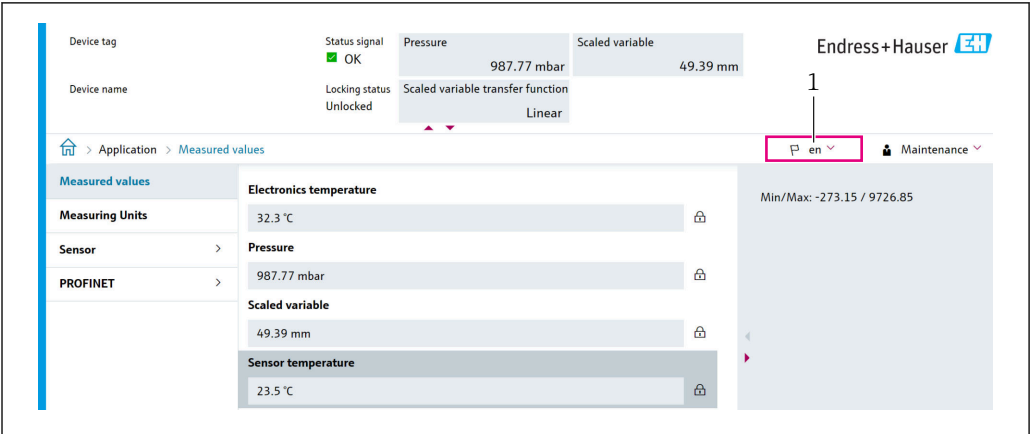 Device tag
Status signal
OK
Pressure
987.77 mbar
Scaled variable
49.39 mm
Endress+Hauser EH
Device name
Locking status
Unlocked
Scaled variable transfer function
Linear
1
> Application > Measured values
en
Maintenance
Measured values
Measuring Units
Sensor >
PROFINET >
Electronics temperature
32.3 °C
Pressure
987.77 mbar
Scaled variable
49.39 mm
Sensor temperature
23.5 °C
Min/Max: -273.15 / 9726.85